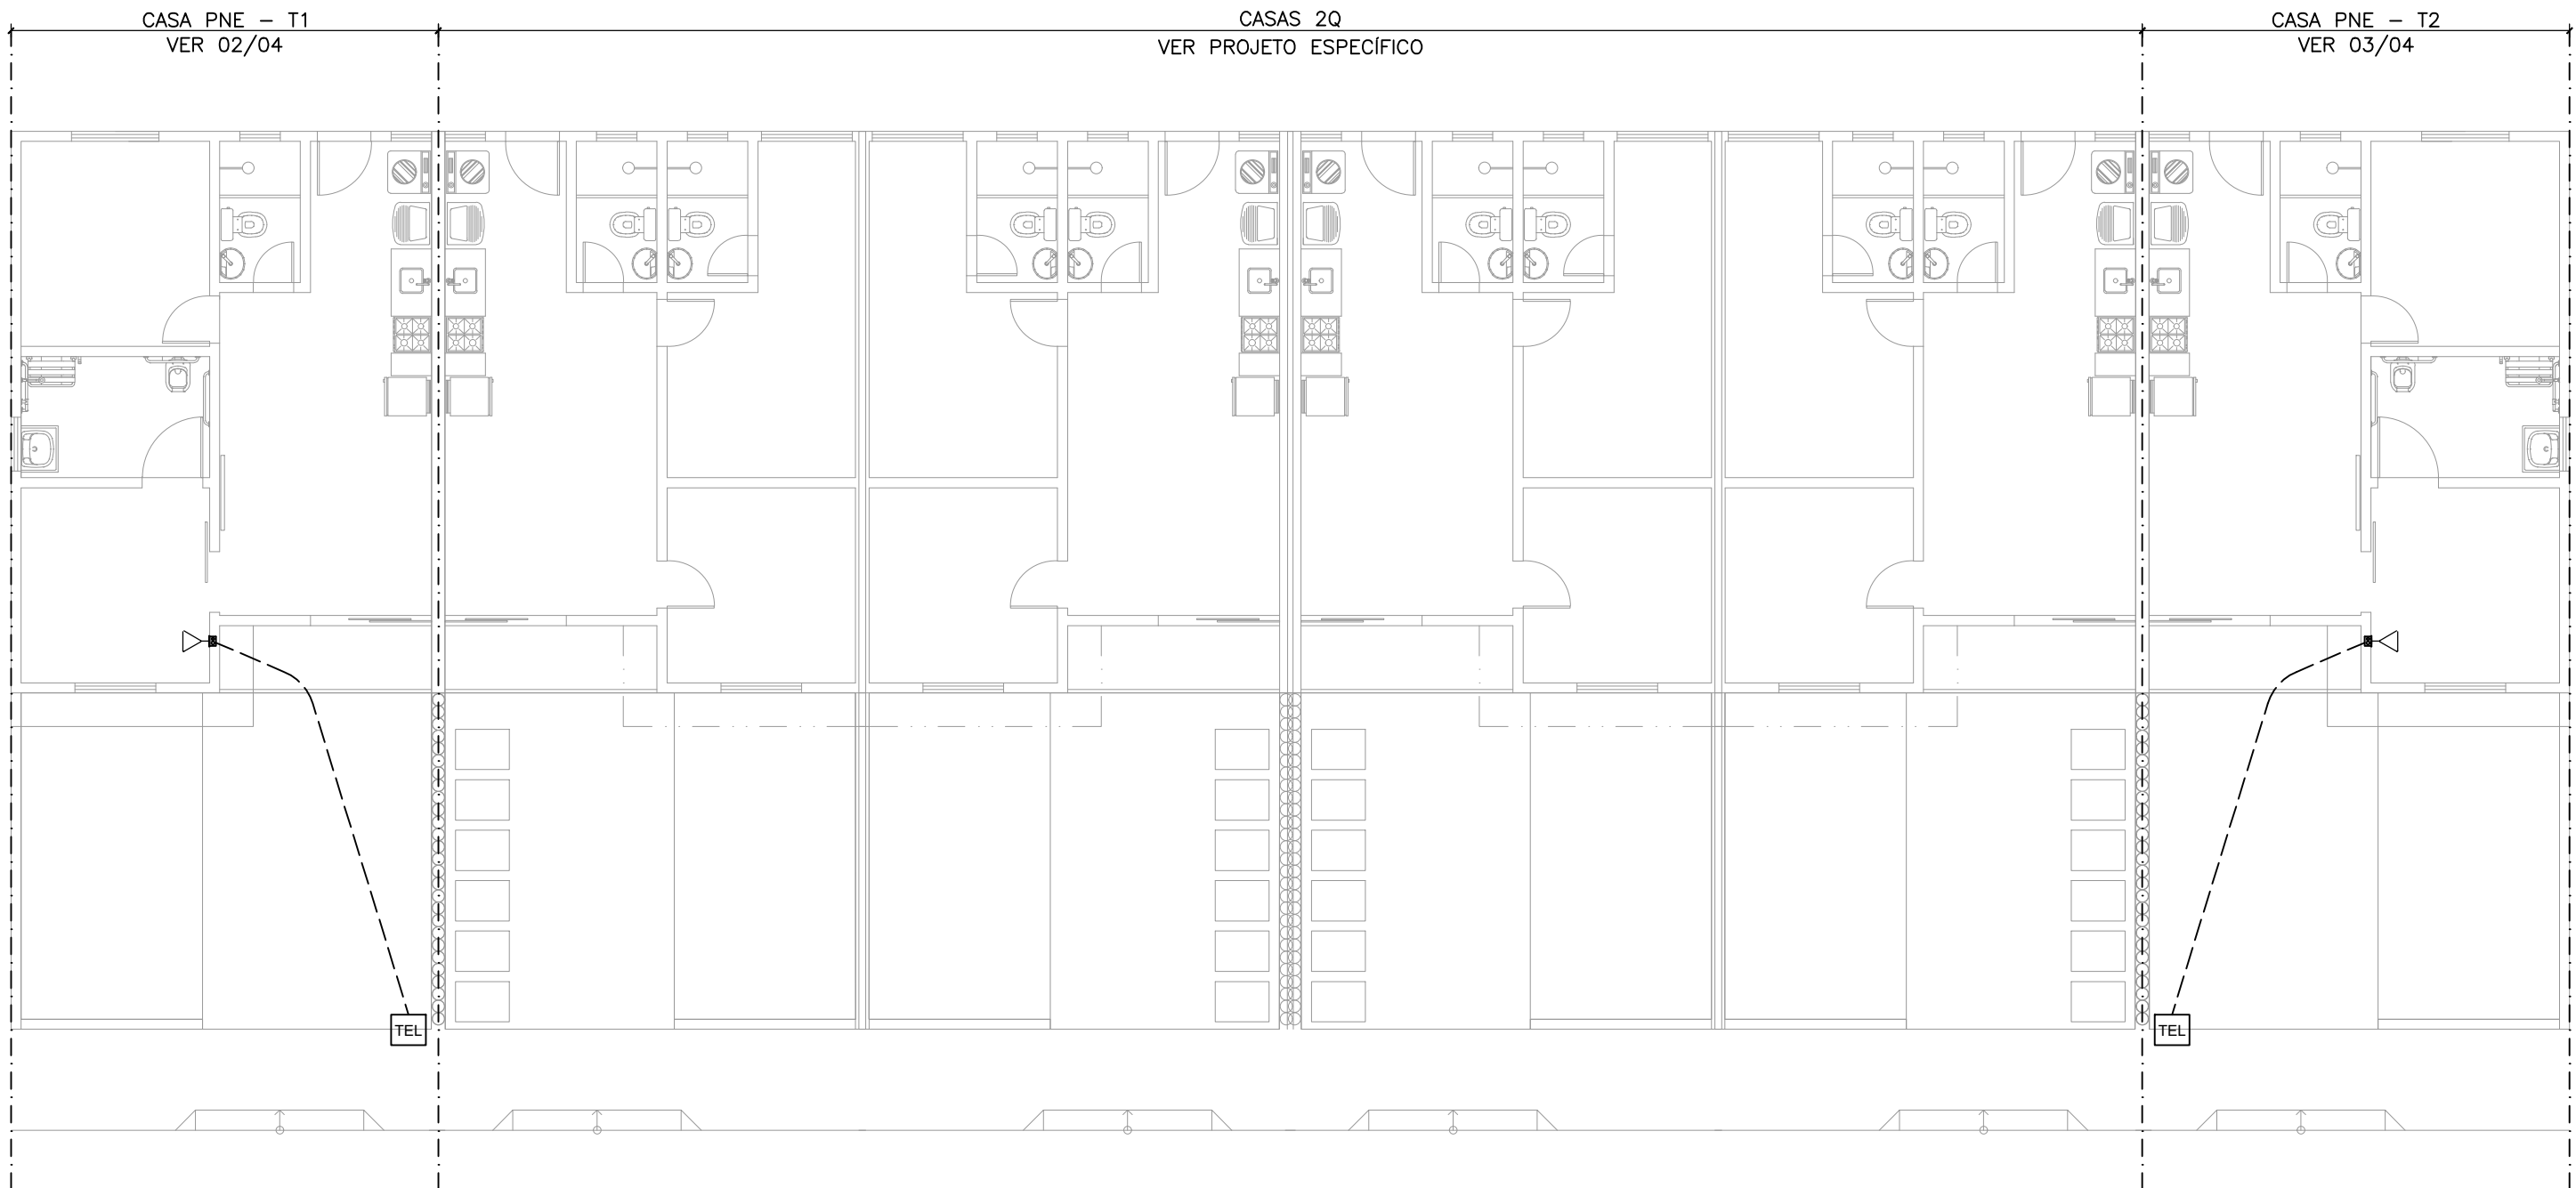 CASA PNE – T1
VER 02/04
CASAS 2Q
VER PROJETO ESPECÍFICO
CASA PNE – T2
VER 03/04
TEL
TEL